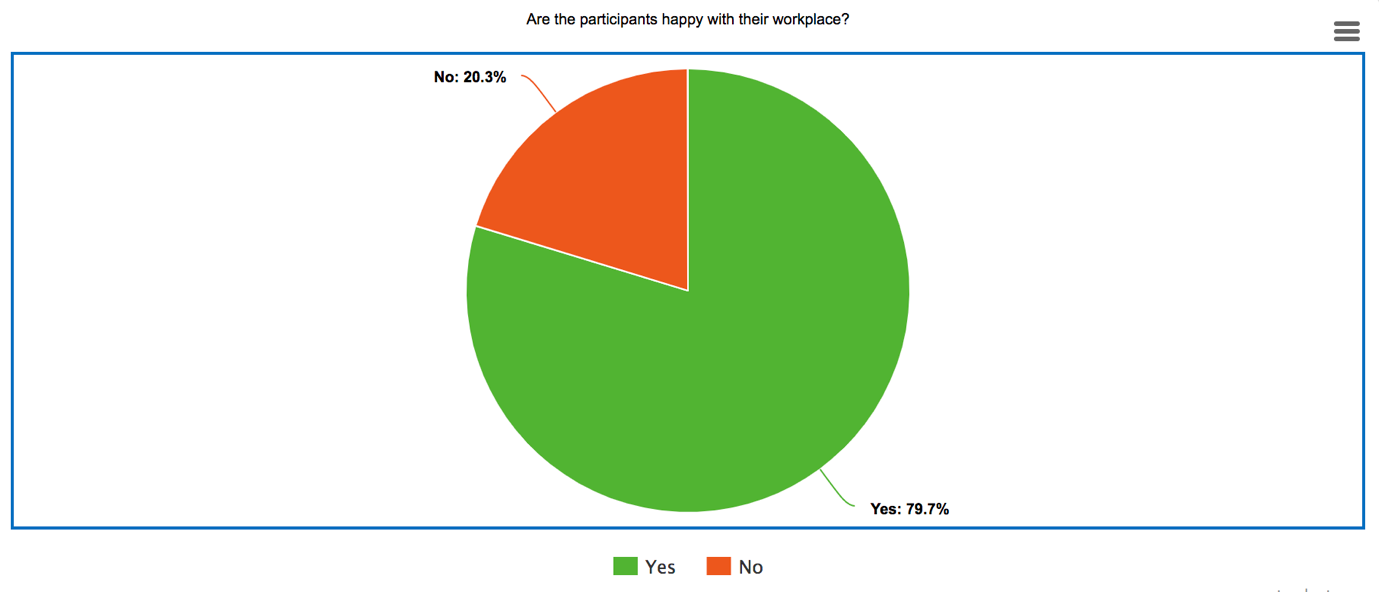 Are the participants happy with their workplace?
No: 20.3%
Yes: 79.7%
Yes
No